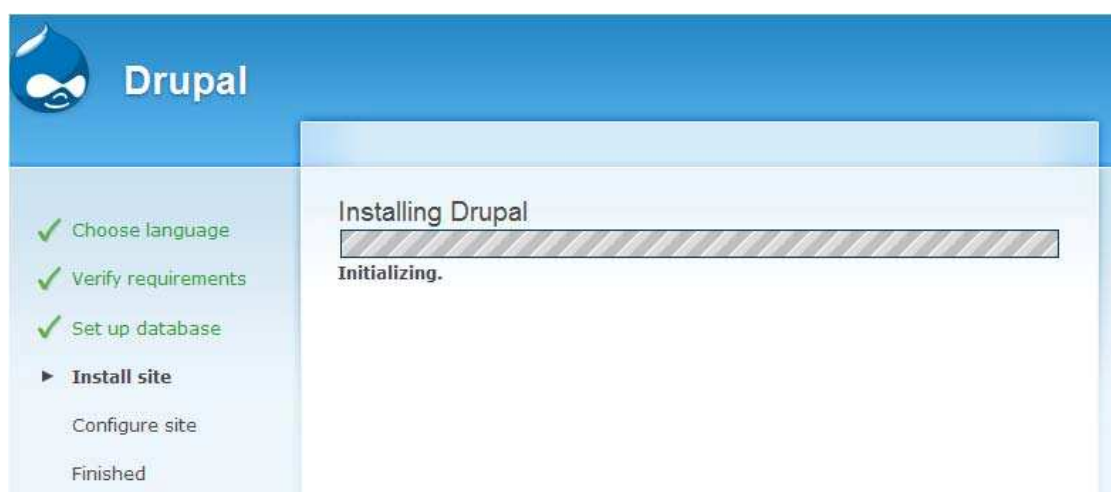 Drupal
Choose language
Verify requirements
Set up database
Install site
Configure site
Finished
Installing Drupal
Initializing.